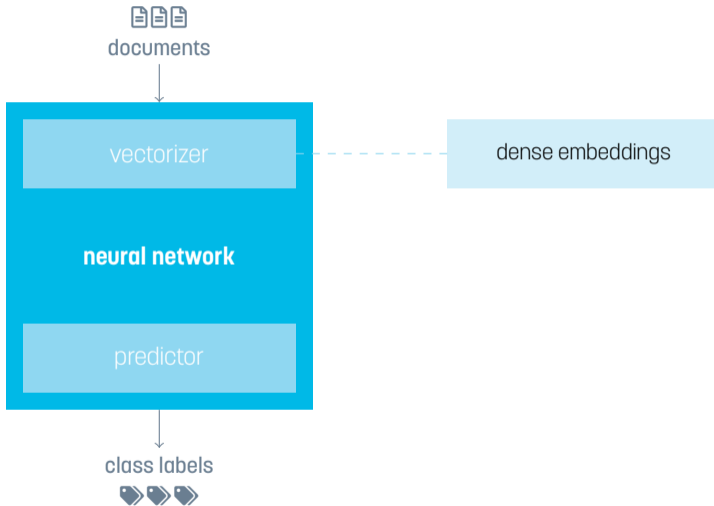 documents
vectorizer
dense embeddings
neural network
predictor
class labels